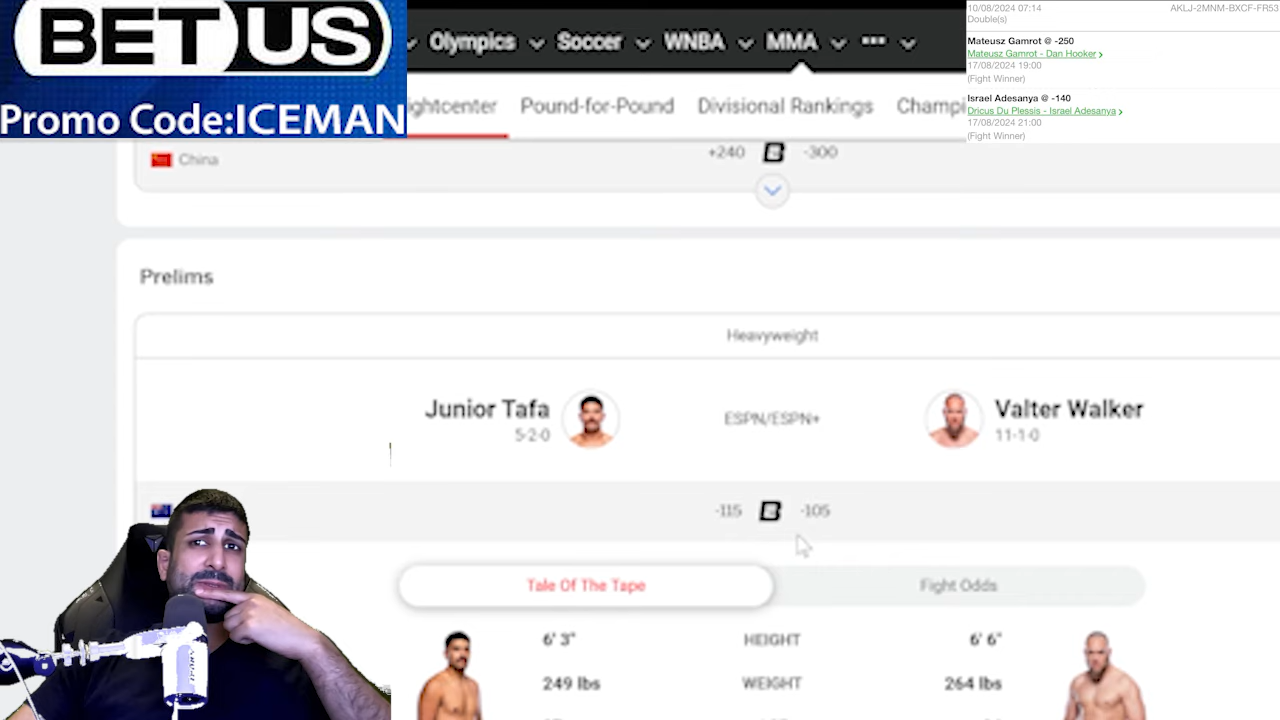 BETUS
Promo Code:ICEMAN
Olympics Soccer WNBA MMA •••
ightcenter Pound-for-Pound Divisional Rankings Champi
10/08/2024 07:14 AKLJ-2MNM-BXCF-FR53
Double(s)
Mateusz Gamrot @ -250
Mateusz Gamrot - Dan Hooker
17/08/2024 19:00
(Fight Winner)
Israel Adesanya @ -140
Dricus Du Plessis - Israel Adesanya
17/08/2024 21:00
(Fight Winner)
China +240 B -300
Prelims
Heavyweight
Junior Tafa ESPN/ESPN+ Valter Walker
5-2-0 11-1-0
-115 B -105
Tale Of The Tape Fight Odds
6' 3" HEIGHT 6' 6"
249 lbs WEIGHT 264 lbs